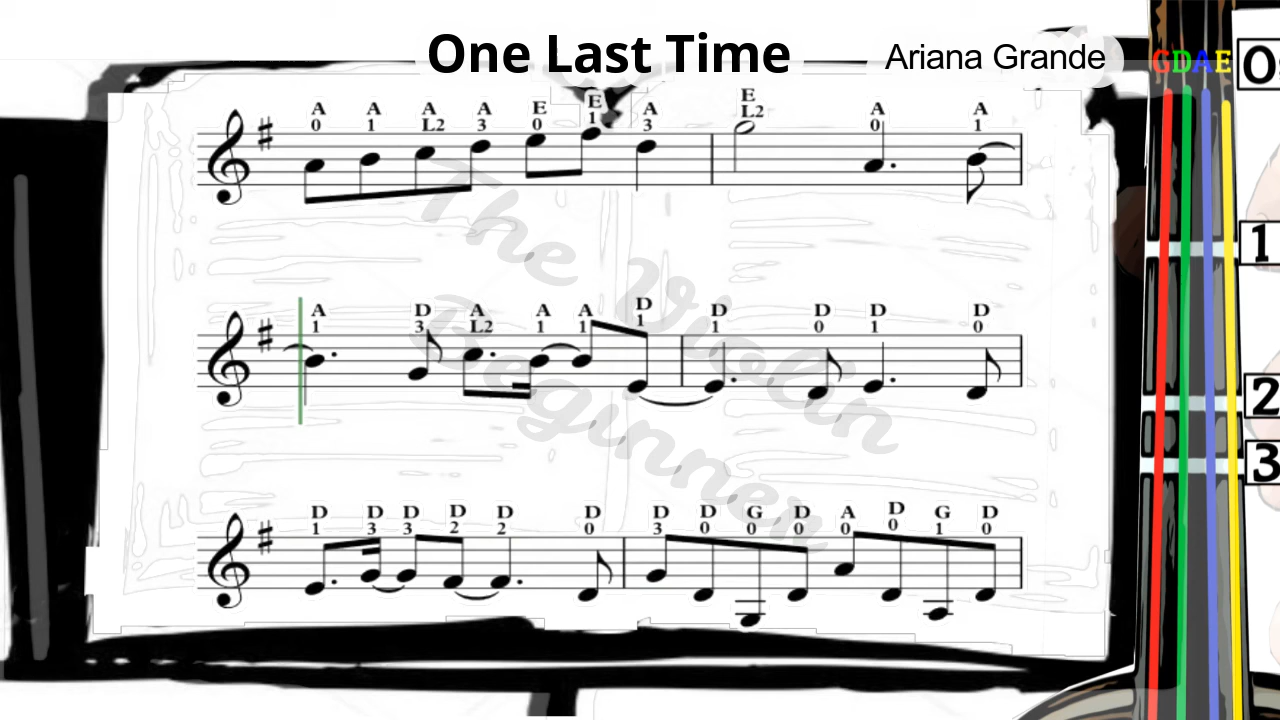 One Last Time
Ariana Grande
G D A E
A A A A E E A E A A
0 1 L2 3 0 1 3 L2 0 1
A D A A A D D D D D
1 3 L2 1 1 1 1 0 1 0
D D D D D D D D G D A D G D
1 3 3 2 2 0 3 0 0 0 0 0 1 0
The Violin
Beginner
1
2
3